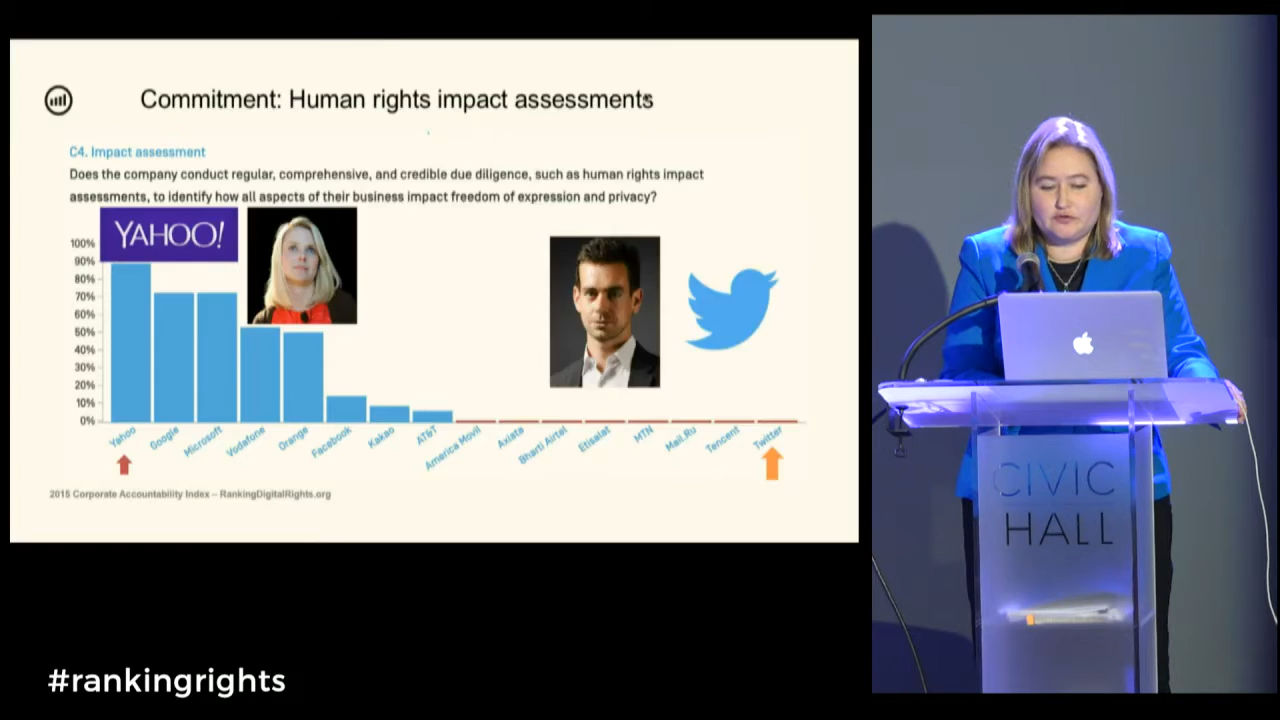 Commitment: Human rights impact assessments
C4. Impact assessment
Does the company conduct regular, comprehensive, and credible due diligence, such as human rights impact
assessments, to identify how all aspects of their business impact freedom of expression and privacy?
YAHOO!
100%
90%
80%
70%
60%
50%
40%
30%
20%
10%
0%
Yahoo
Google
Microsoft
Vodafone
Orange
Facebook
Kakao
AT&T
America Movil
Axiata
Bharti Airtel
Etisalat
MTN
Mail.Ru
Tencent
Twitter
2015 Corporate Accountability Index – RankingDigitalRights.org
CIVIC
HALL
#rankingrights